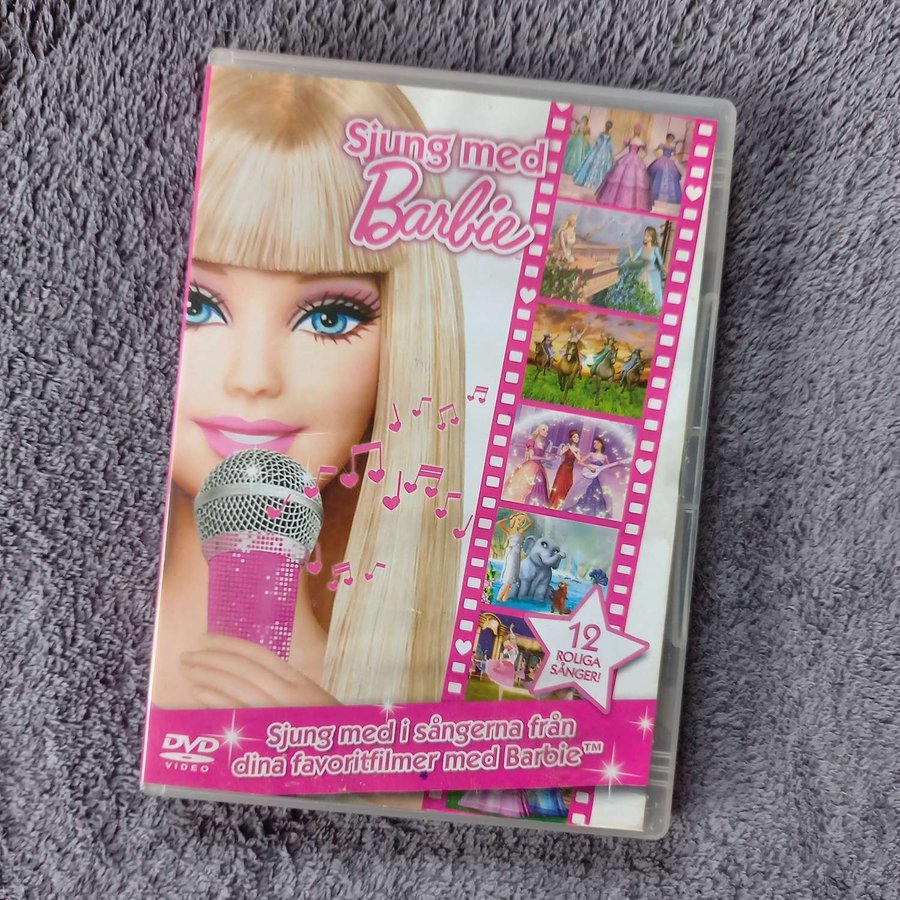 Sjung med
Barbie
12
ROLIGA
SÅNGER!
Sjung med i sångerna från
dina favoritfilmer med Barbie™
DVD
VIDEO